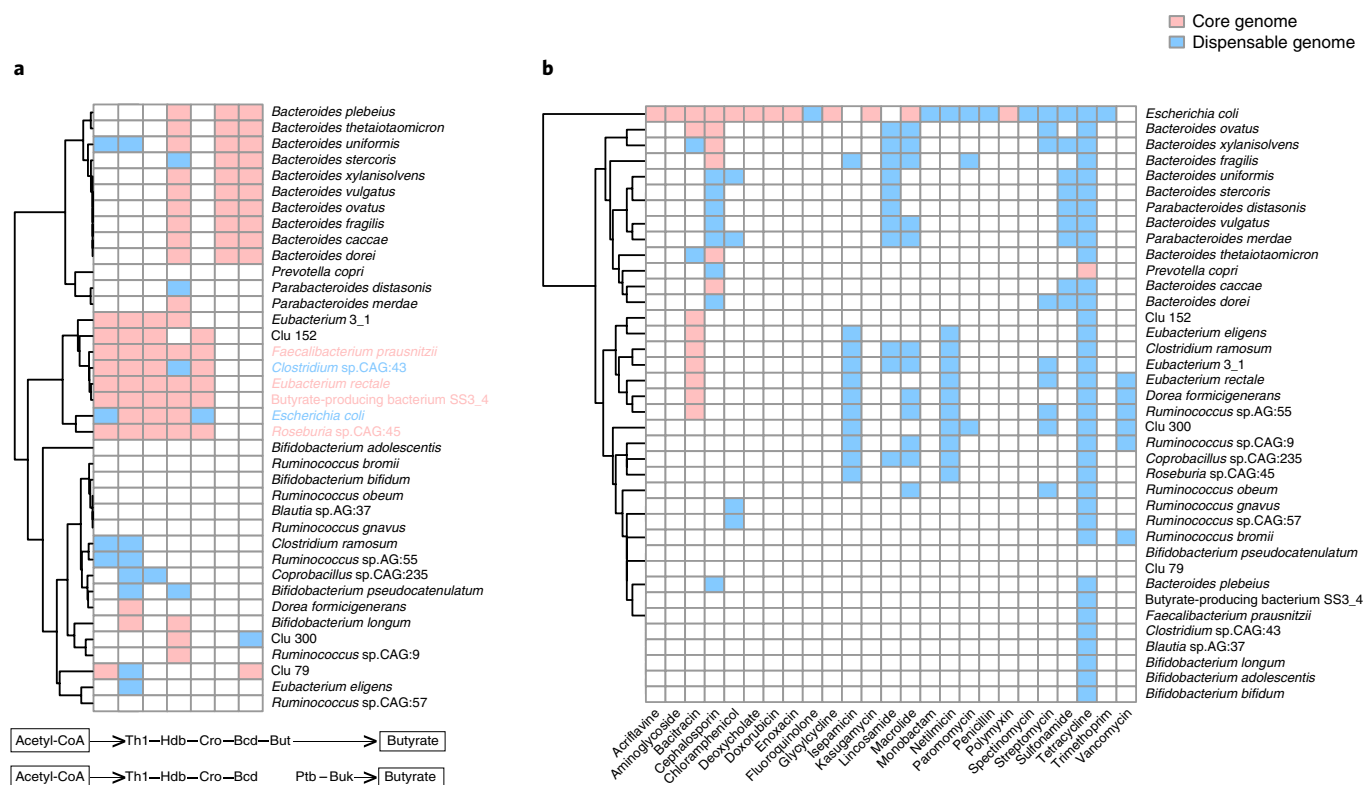 Core genome
Dispensable genome
a
Bacteroides plebeius
Bacteroides thetaiotaomicron
Bacteroides uniformis
Bacteroides stercoris
Bacteroides xylanisolvens
Bacteroides vulgatus
Bacteroides ovatus
Bacteroides fragilis
Bacteroides caccae
Bacteroides dorei
Prevotella copri
Parabacteroides distasonis
Parabacteroides merdae
Eubacterium 3_1
Clu 152
Faecalibacterium prausnitzii
Clostridium sp.CAG:43
Eubacterium rectale
Butyrate-producing bacterium SS3_4
Escherichia coli
Roseburia sp.CAG:45
Bifidobacterium adolescentis
Ruminococcus bromii
Bifidobacterium bifidum
Ruminococcus obeum
Blautia sp.AG:37
Ruminococcus gnavus
Clostridium ramosum
Ruminococcus sp.AG:55
Coprobacillus sp.CAG:235
Bifidobacterium pseudocatenulatum
Dorea formicigenerans
Bifidobacterium longum
Clu 300
Ruminococcus sp.CAG:9
Clu 79
Eubacterium eligens
Ruminococcus sp.CAG:57
Acetyl-CoA Th1–Hdb–Cro–Bcd–But Butyrate
Acetyl-CoA Th1–Hdb–Cro–Bcd Ptb–Buk Butyrate
b
Escherichia coli
Bacteroides ovatus
Bacteroides xylanisolvens
Bacteroides fragilis
Bacteroides uniformis
Bacteroides stercoris
Parabacteroides distasonis
Bacteroides vulgatus
Parabacteroides merdae
Bacteroides thetaiotaomicron
Prevotella copri
Bacteroides caccae
Bacteroides dorei
Clu 152
Eubacterium eligens
Clostridium ramosum
Eubacterium 3_1
Eubacterium rectale
Dorea formicigenerans
Ruminococcus sp.AG:55
Clu 300
Ruminococcus sp.CAG:9
Coprobacillus sp.CAG:235
Roseburia sp.CAG:45
Ruminococcus obeum
Ruminococcus gnavus
Ruminococcus sp.CAG:57
Ruminococcus bromii
Bifidobacterium pseudocatenulatum
Clu 79
Bacteroides plebeius
Butyrate-producing bacterium SS3_4
Faecalibacterium prausnitzii
Clostridium sp.CAG:43
Blautia sp.AG:37
Bifidobacterium longum
Bifidobacterium adolescentis
Bifidobacterium bifidum
Acriflavine
Aminoglycoside
Bacitracin
Cephalosporin
Chloramphenicol
Deoxycholate
Doxorubicin
Enoxacin
Fluoroquinolone
Glycylcycline
Isepamicin
Kasugamycin
Lincosamide
Macrolide
Monobactam
Netilmicin
Paromomycin
Penicillin
Polymyxin
Spectinomycin
Streptomycin
Sulfonamide
Tetracycline
Trimethoprim
Vancomycin